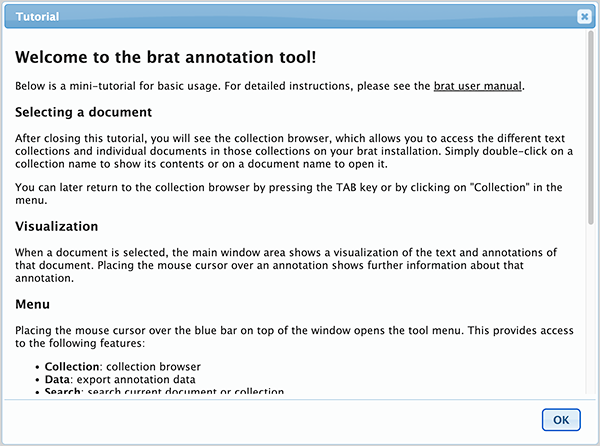 Tutorial
Welcome to the brat annotation tool!
Below is a mini-tutorial for basic usage. For detailed instructions, please see the brat user manual.
Selecting a document
After closing this tutorial, you will see the collection browser, which allows you to access the different text
collections and individual documents in those collections on your brat installation. Simply double-click on a
collection name to show its contents or on a document name to open it.
You can later return to the collection browser by pressing the TAB key or by clicking on "Collection" in the
menu.
Visualization
When a document is selected, the main window area shows a visualization of the text and annotations of
that document. Placing the mouse cursor over an annotation shows further information about that
annotation.
Menu
Placing the mouse cursor over the blue bar on top of the window opens the tool menu. This provides access
to the following features:
• Collection: collection browser
• Data: export annotation data
• Search: search current document or collection
OK